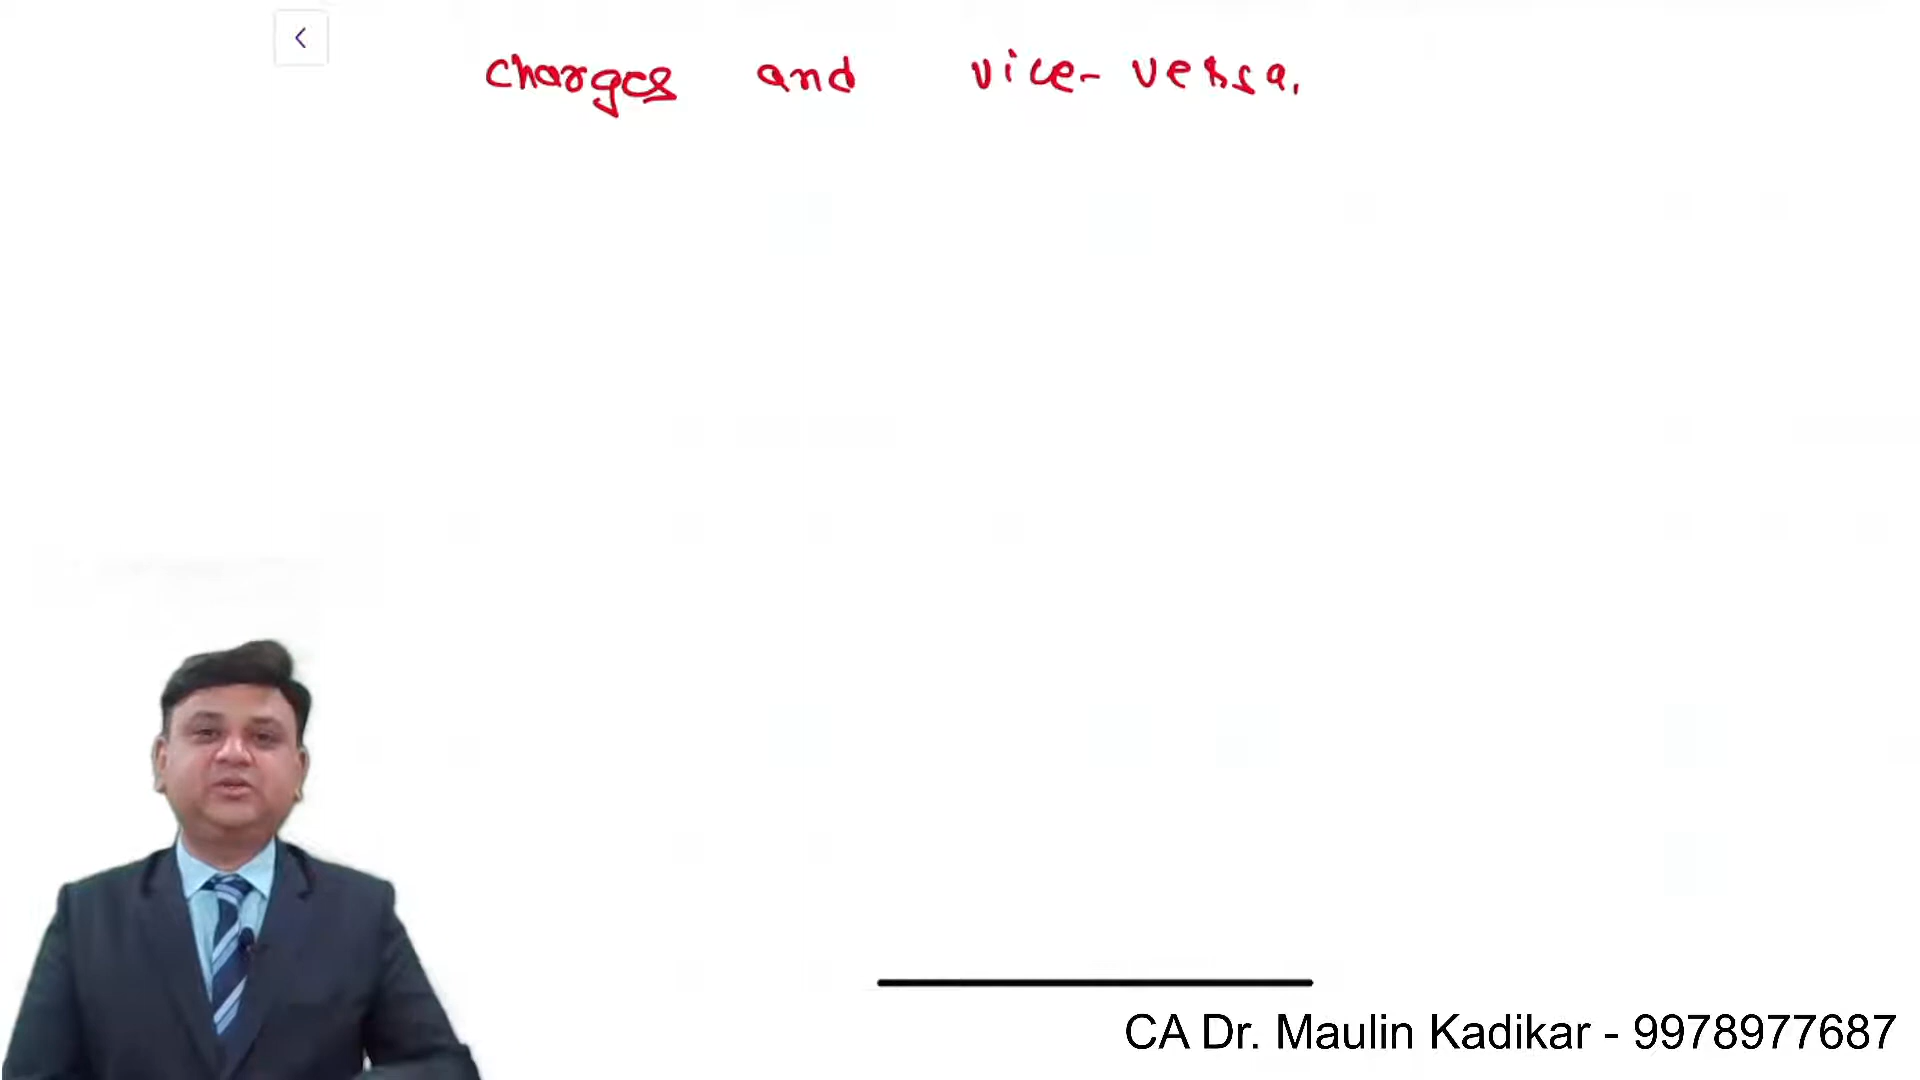 charges and vice-versa.
CA Dr. Maulin Kadikar - 9978977687